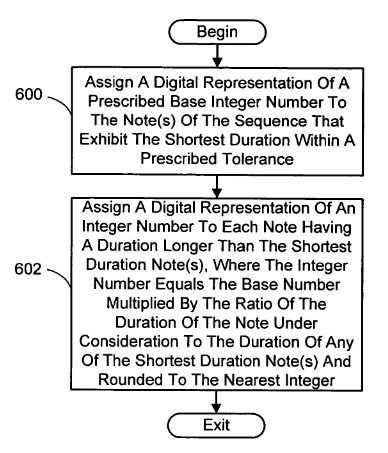 Begin
600
Assign A Digital Representation Of A
Prescribed Base Integer Number To
The Note(s) Of The Sequence That
Exhibit The Shortest Duration Within A
Prescribed Tolerance
602
Assign A Digital Representation Of An
Integer Number To Each Note Having
A Duration Longer Than The Shortest
Duration Note(s), Where The Integer
Number Equals The Base Number
Multiplied By The Ratio Of The
Duration Of The Note Under
Consideration To The Duration Of Any
Of The Shortest Duration Note(s) And
Rounded To The Nearest Integer
Exit